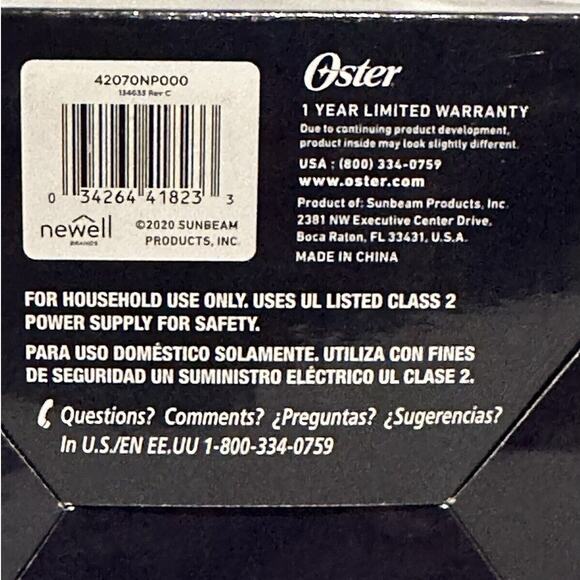 42070NP000
134633 Rev C
0 34264 41823 3
newell
BRANDS
©2020 SUNBEAM
PRODUCTS, INC.
Oster
1 YEAR LIMITED WARRANTY
Due to continuing product development,
product inside may look slightly different.
USA : (800) 334-0759
www.oster.com
Product of: Sunbeam Products, Inc.
2381 NW Executive Center Drive,
Boca Raton, FL 33431, U.S.A.
MADE IN CHINA
FOR HOUSEHOLD USE ONLY. USES UL LISTED CLASS 2
POWER SUPPLY FOR SAFETY.
PARA USO DOMÉSTICO SOLAMENTE. UTILIZA CON FINES
DE SEGURIDAD UN SUMINISTRO ELÉCTRICO UL CLASE 2.
Questions? Comments? ¿Preguntas? ¿Sugerencias?
In U.S./EN EE.UU 1-800-334-0759